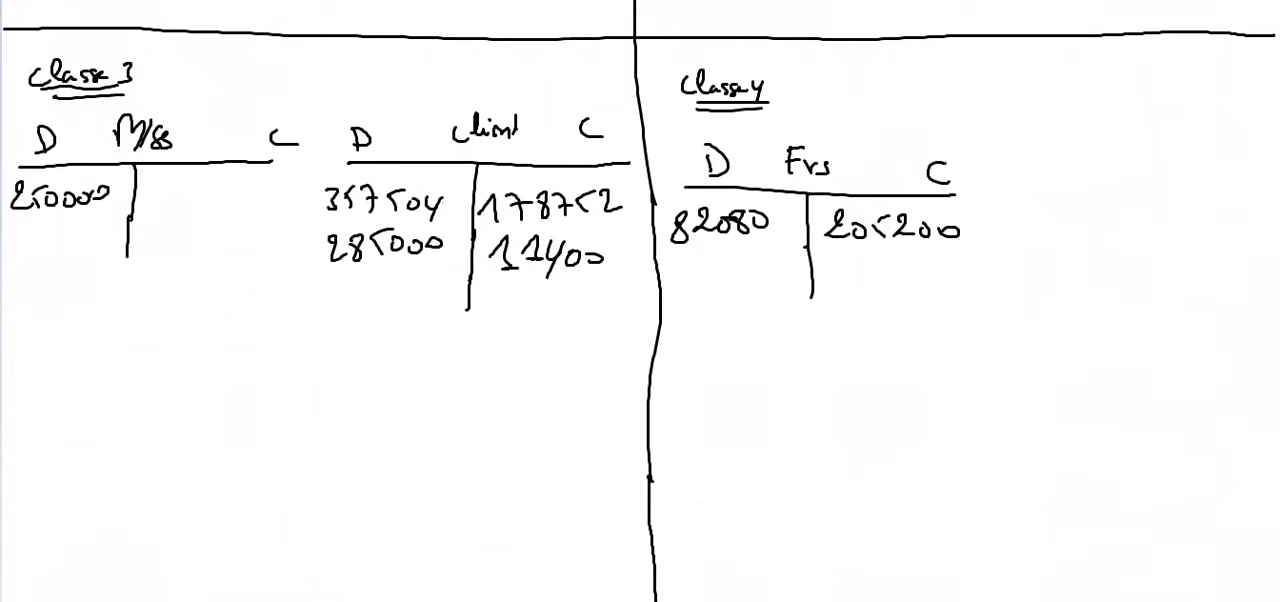 Classe 3
D M/ss C
250000
D Client C
357504 178752
285000 11400
Classe 4
D Frs C
82080 205200